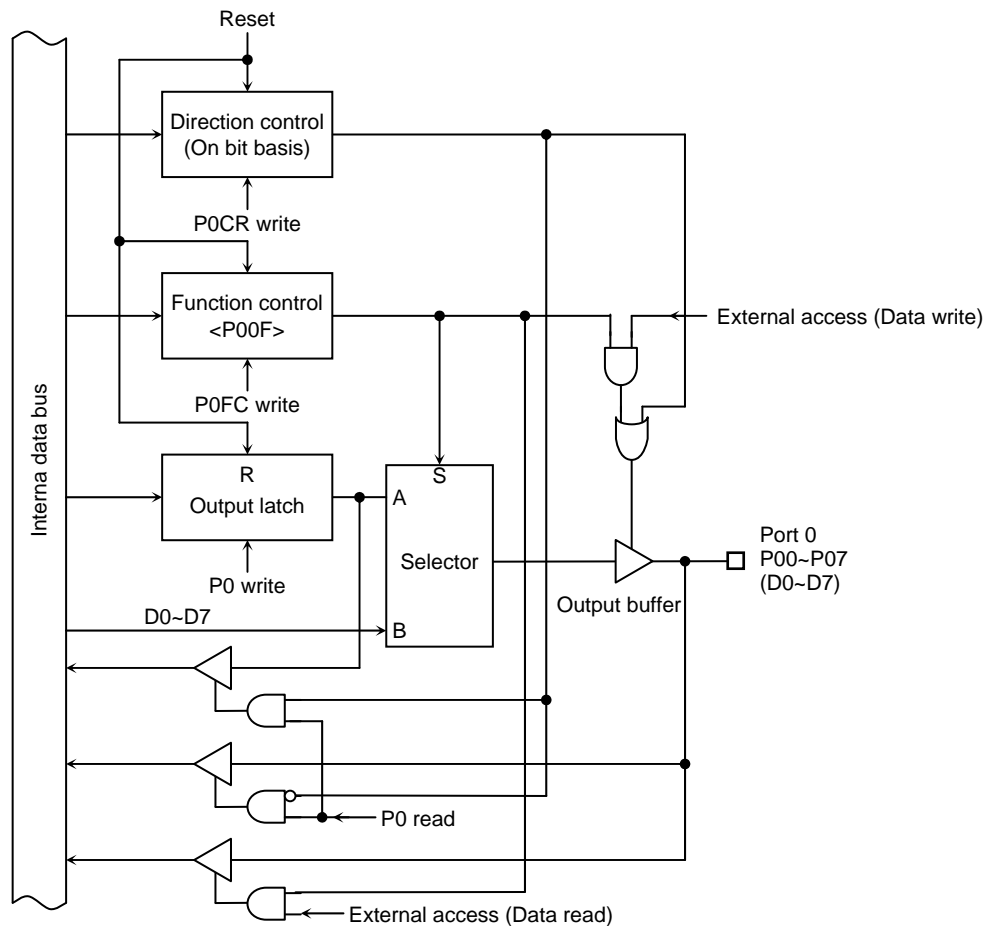 Reset
Direction control
(On bit basis)
P0CR write
Function control
<P00F>
External access (Data write)
P0FC write
Interna data bus
R
Output latch
S
A
Selector
Port 0
P00~P07
(D0~D7)
P0 write
Output buffer
D0~D7
B
P0 read
External access (Data read)